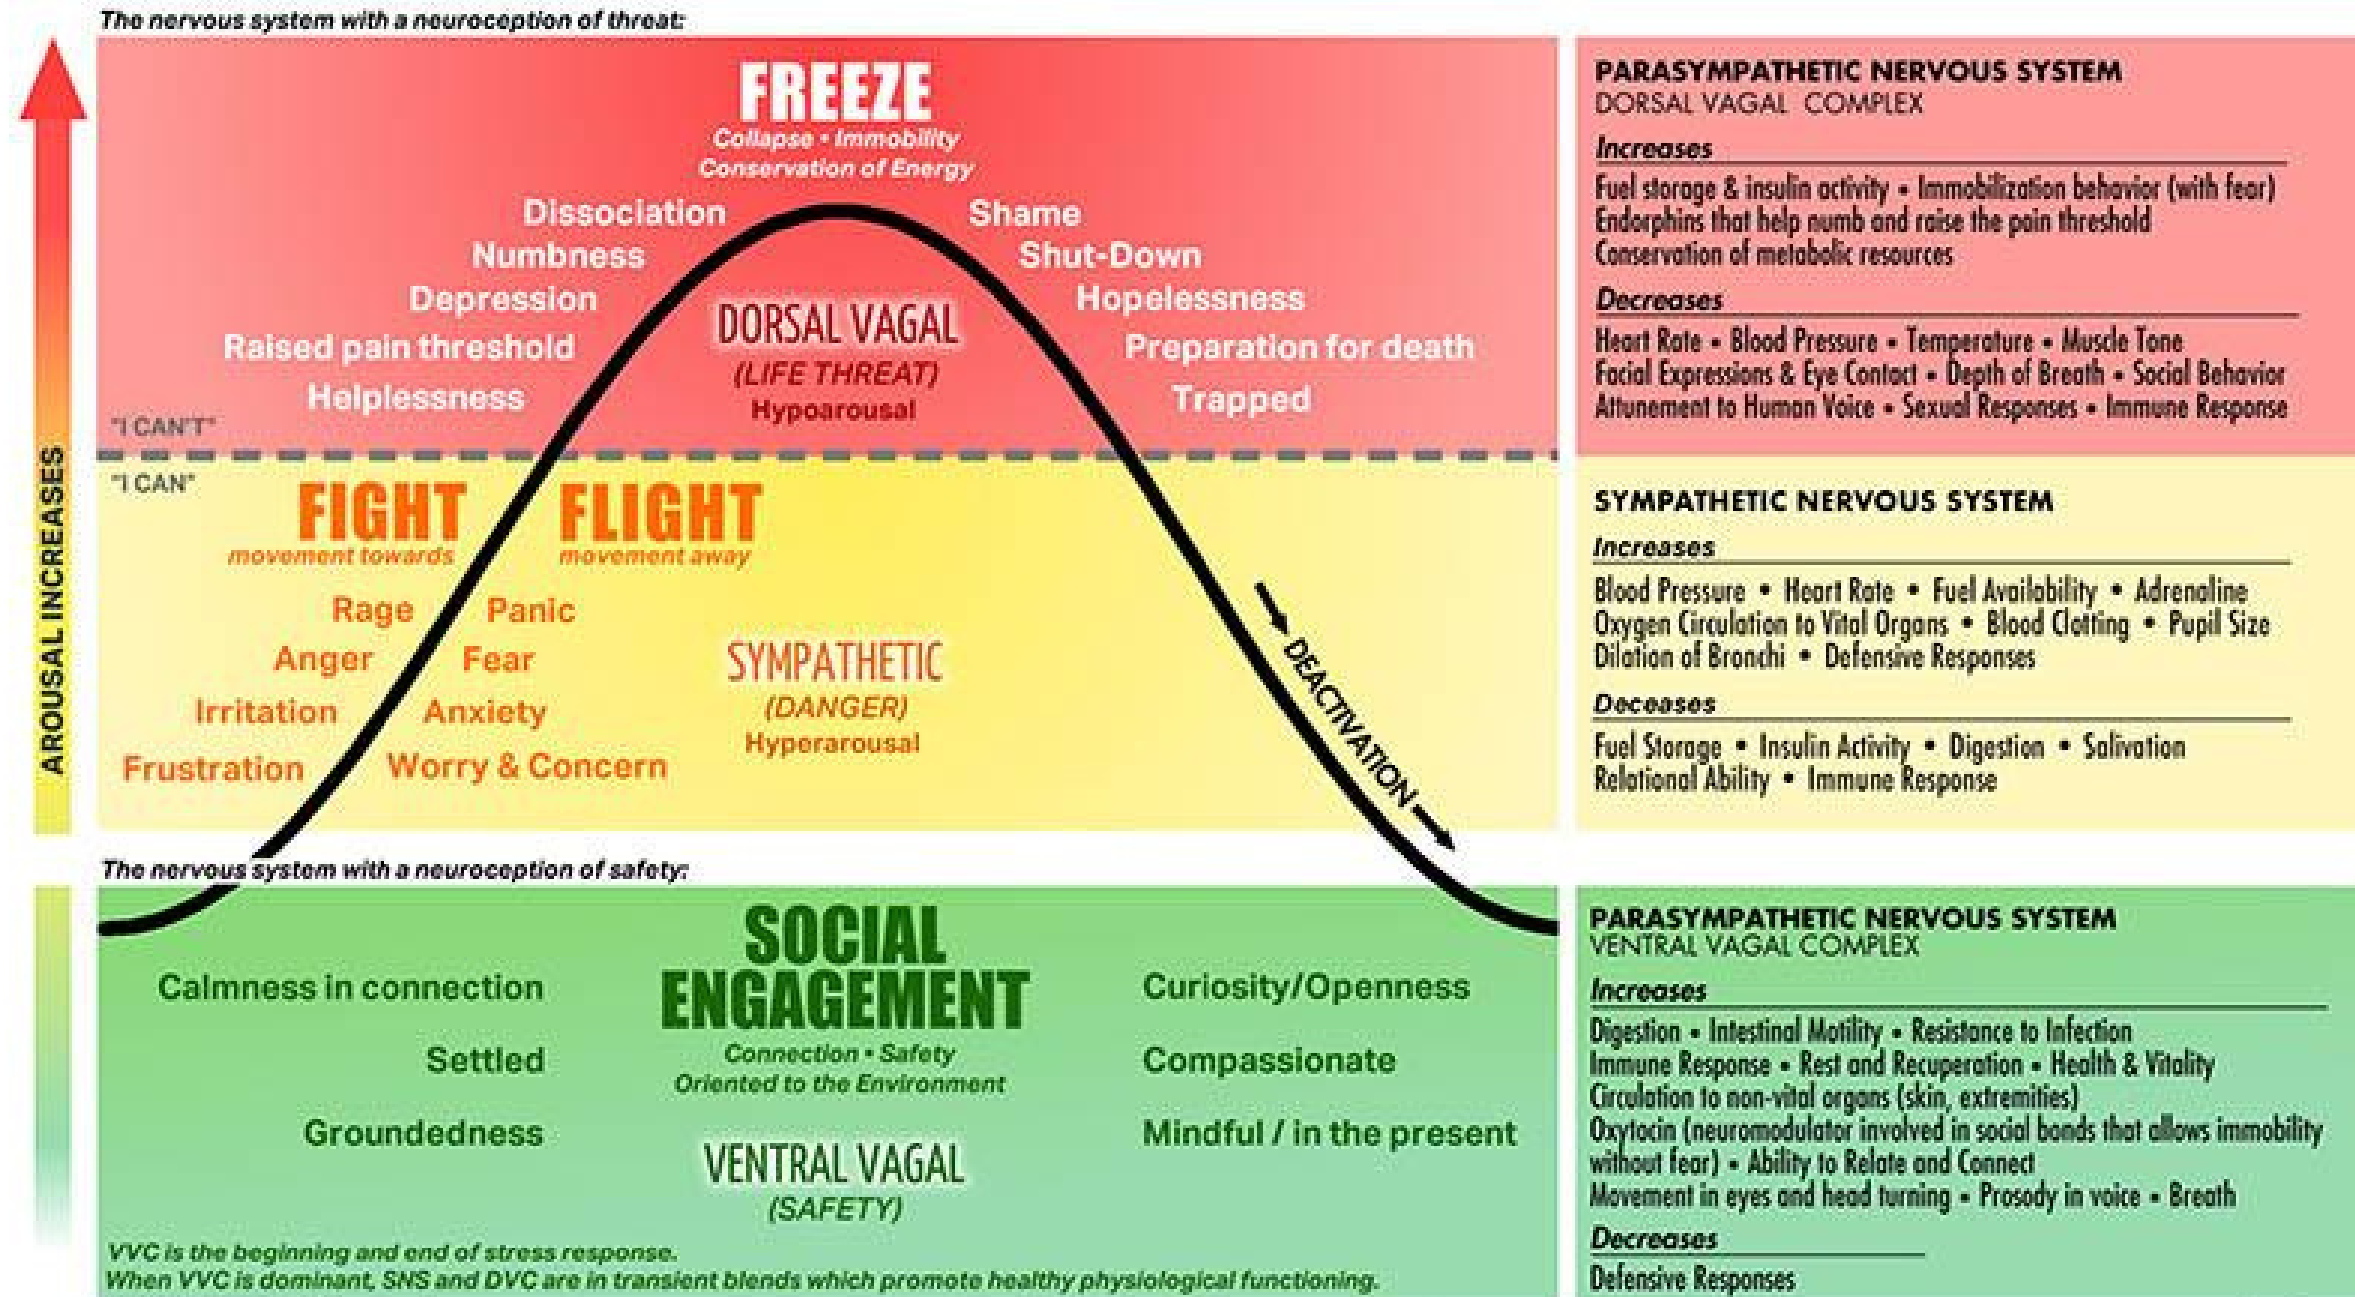 The nervous system with a neuroception of threat:
FREEZE
Collapse • Immobility
Conservation of Energy
Dissociation
Numbness
Depression
Raised pain threshold
Helplessness
Shame
Shut-Down
Hopelessness
Preparation for death
Trapped
DORSAL VAGAL
(LIFE THREAT)
Hypoarousal
"I CAN'T"
"I CAN"
AROUSAL INCREASES
FIGHT
movement towards
FLIGHT
movement away
Rage
Anger
Irritation
Frustration
Panic
Fear
Anxiety
Worry & Concern
SYMPATHETIC
(DANGER)
Hyperarousal
DEACTIVATION
The nervous system with a neuroception of safety:
SOCIAL
ENGAGEMENT
Connection • Safety
Oriented to the Environment
Calmness in connection
Settled
Groundedness
Curiosity/Openness
Compassionate
Mindful / in the present
VENTRAL VAGAL
(SAFETY)
VVC is the beginning and end of stress response.
When VVC is dominant, SNS and DVC are in transient blends which promote healthy physiological functioning.
PARASYMPATHETIC NERVOUS SYSTEM
DORSAL VAGAL COMPLEX
Increases
Fuel storage & insulin activity • Immobilization behavior (with fear)
Endorphins that help numb and raise the pain threshold
Conservation of metabolic resources
Decreases
Heart Rate • Blood Pressure • Temperature • Muscle Tone
Facial Expressions & Eye Contact • Depth of Breath • Social Behavior
Attunement to Human Voice • Sexual Responses • Immune Response
SYMPATHETIC NERVOUS SYSTEM
Increases
Blood Pressure • Heart Rate • Fuel Availability • Adrenaline
Oxygen Circulation to Vital Organs • Blood Clotting • Pupil Size
Dilation of Bronchi • Defensive Responses
Deceases
Fuel Storage • Insulin Activity • Digestion • Salivation
Relational Ability • Immune Response
PARASYMPATHETIC NERVOUS SYSTEM
VENTRAL VAGAL COMPLEX
Increases
Digestion • Intestinal Motility • Resistance to Infection
Immune Response • Rest and Recuperation • Health & Vitality
Circulation to non-vital organs (skin, extremities)
Oxytocin (neuromodulator involved in social bonds that allows immobility
without fear) • Ability to Relate and Connect
Movement in eyes and head turning • Prosody in voice • Breath
Decreases
Defensive Responses